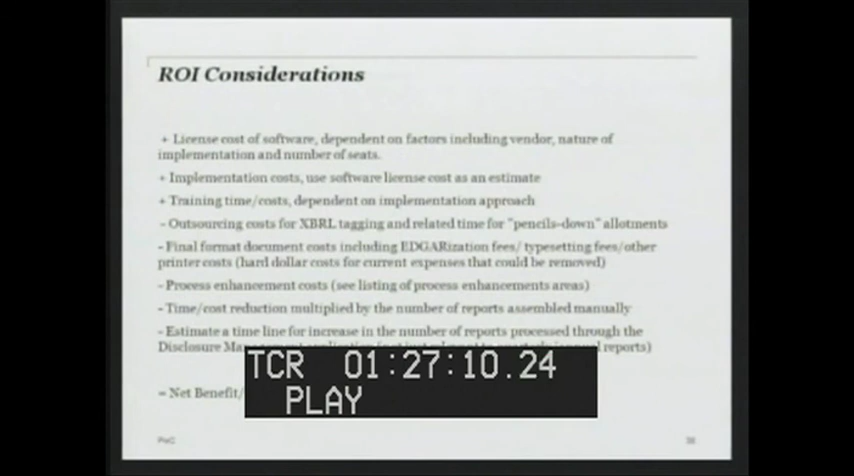 ROI Considerations
+ License cost of software, dependent on factors including vendor, nature of
implementation and number of seats.
+ Implementation costs, use software license cost as an estimate
+ Training time/costs, dependent on implementation approach
- Outsourcing costs for XBRL tagging and related time for "pencils-down" allotments
- Final format document costs including EDGARization fees/ typesetting fees/other
printer costs (hard dollar costs for current expenses that could be removed)
- Process enhancement costs (see listing of process enhancements areas)
- Time/cost reduction multiplied by the number of reports assembled manually
- Estimate a time line for increase in the number of reports processed through the
Disclosure reports)
TCR 01:27:10.24
PLAY
= Net Benefit/
PwC